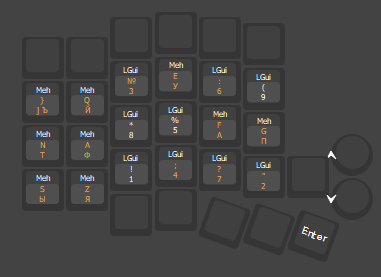 Meh
} Ъ
] Ъ
Meh
Q
Й
LGui
№
3
Meh
E
У
LGui
:
6
LGui
(
9
Meh
N
Т
Meh
A
Ф
LGui
*
8
LGui
%
5
Meh
F
А
Meh
G
П
Meh
S
Ы
Meh
Z
Я
LGui
!
1
LGui
;
4
LGui
?
7
LGui
"
2
Enter